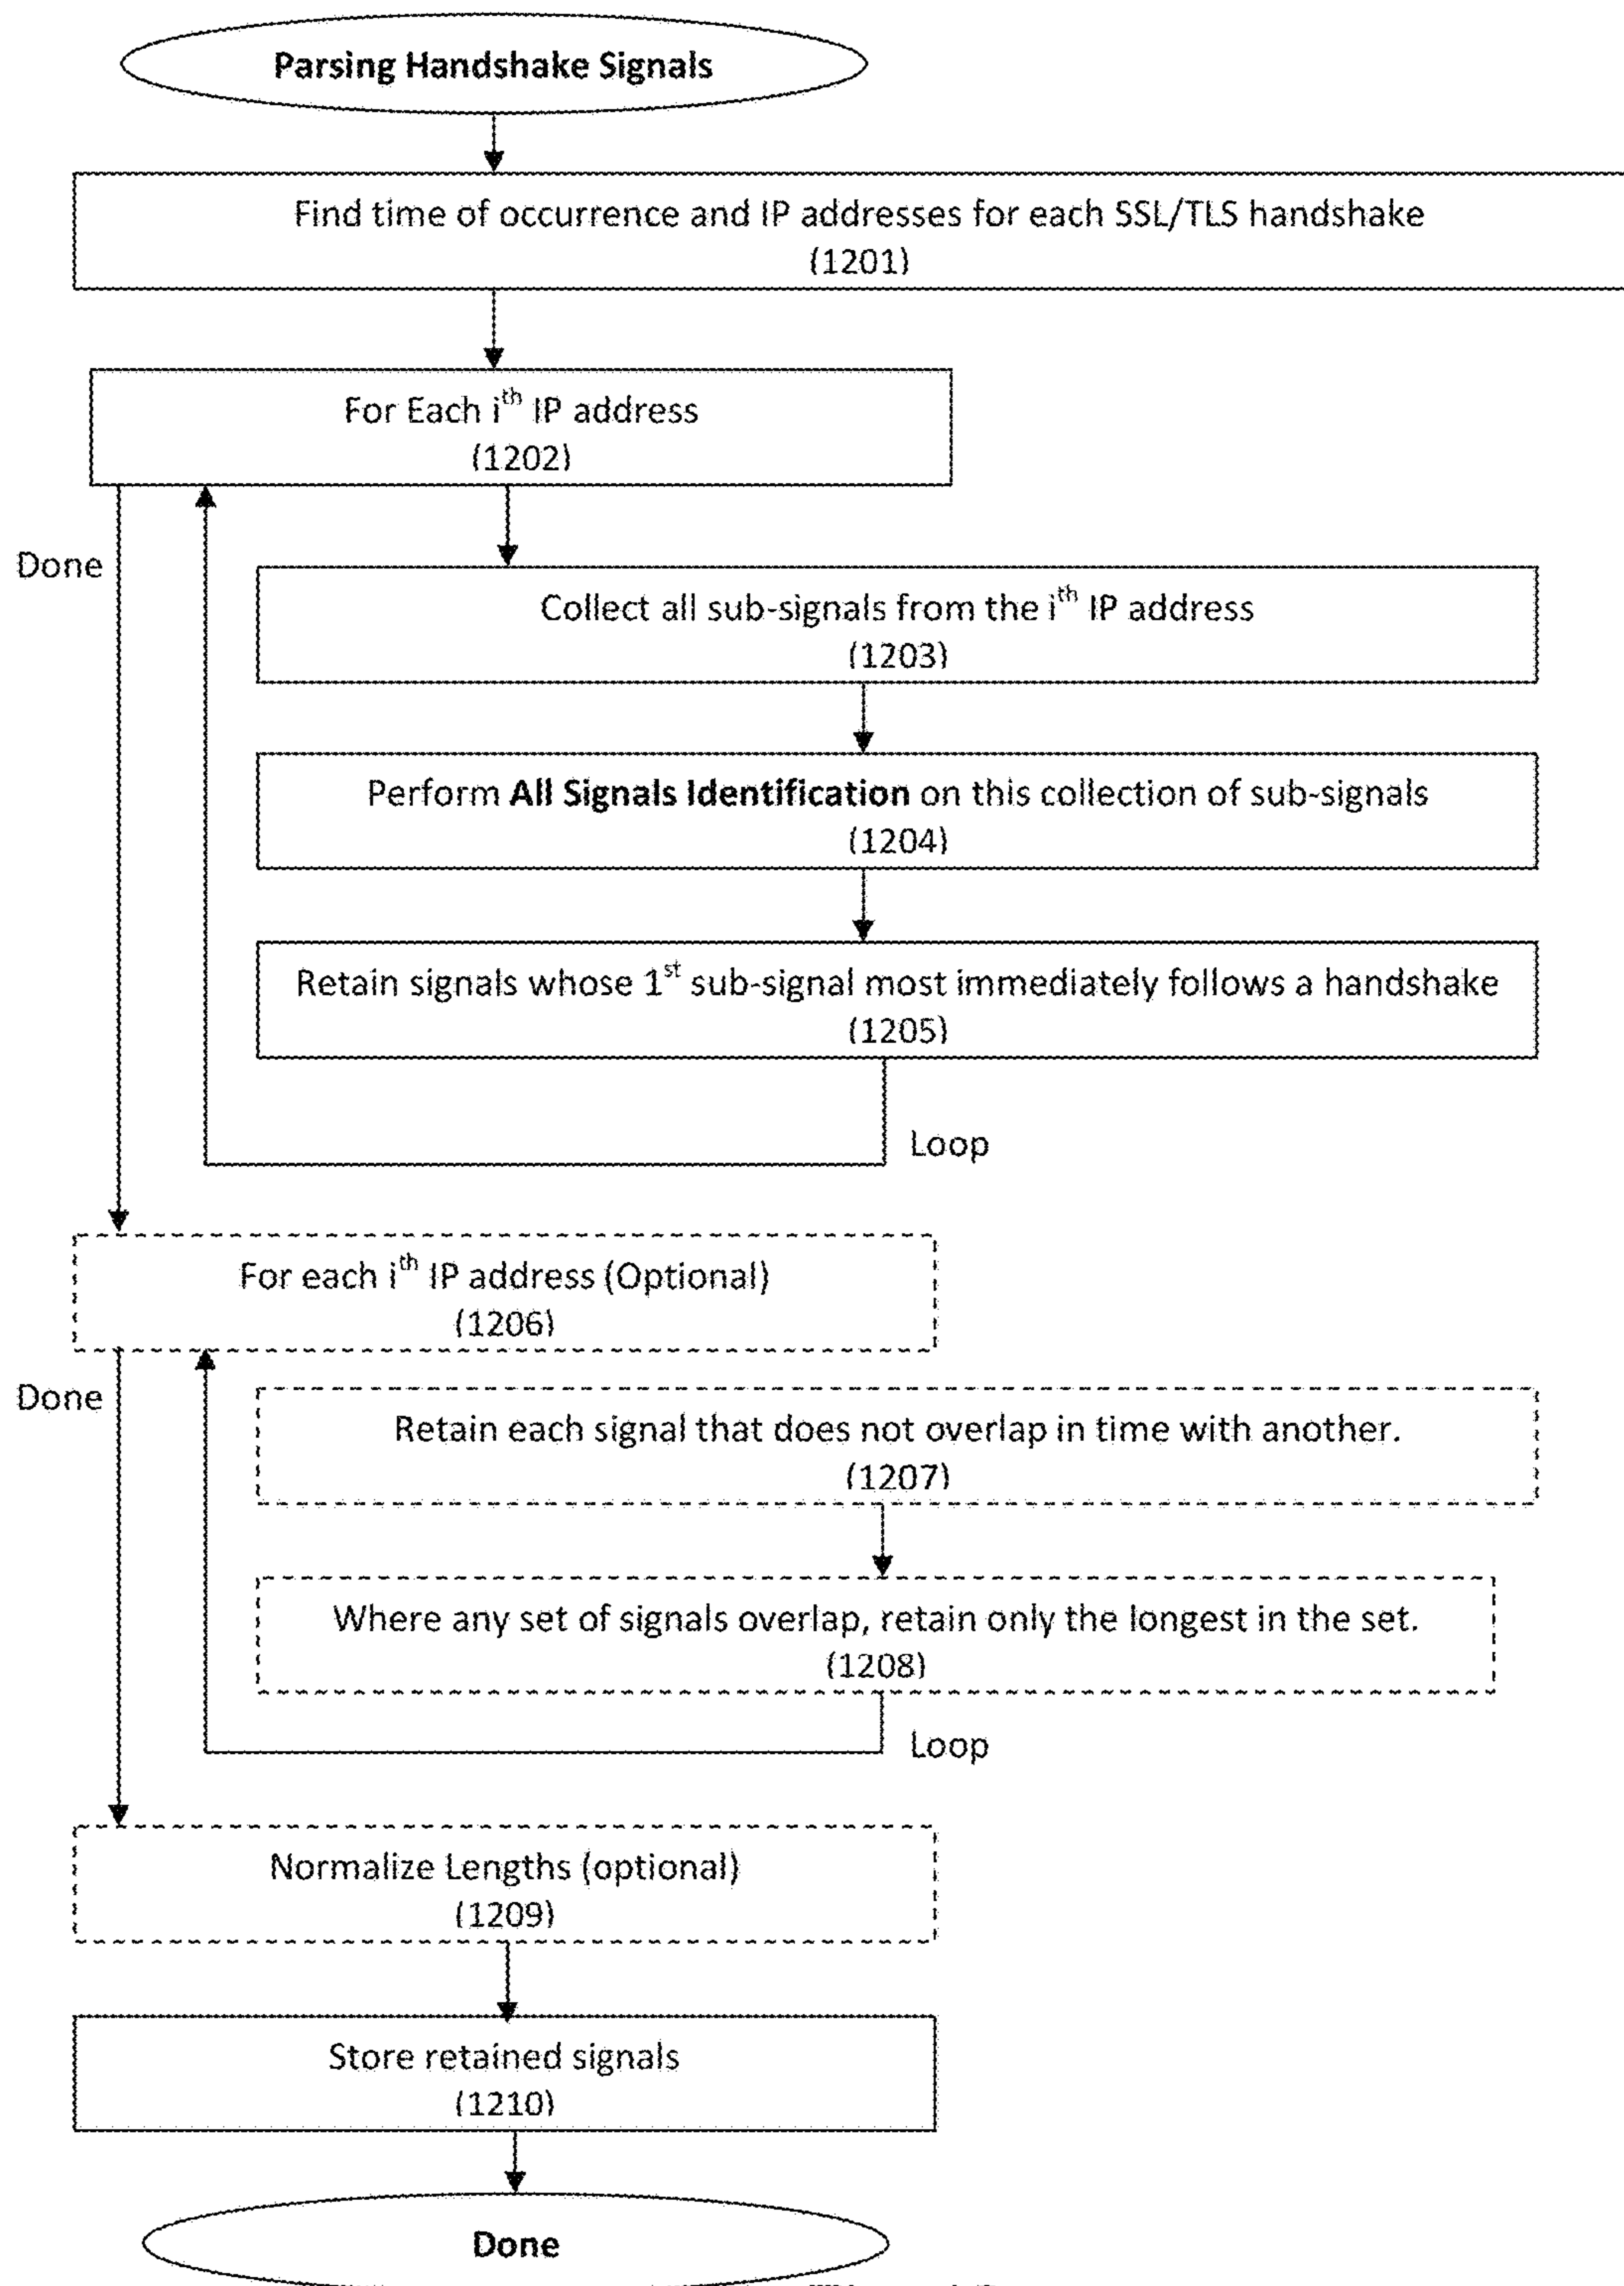 Parsing Handshake Signals
Find time of occurrence and IP addresses for each SSL/TLS handshake
(1201)
For Each ith IP address
(1202)
Done
Collect all sub-signals from the ith IP address
(1203)
Perform All Signals Identification on this collection of sub-signals
(1204)
Retain signals whose 1st sub-signal most immediately follows a handshake
(1205)
Loop
For each ith IP address (Optional)
(1206)
Done
Retain each signal that does not overlap in time with another.
(1207)
Where any set of signals overlap, retain only the longest in the set.
(1208)
Loop
Normalize Lengths (optional)
(1209)
Store retained signals
(1210)
Done